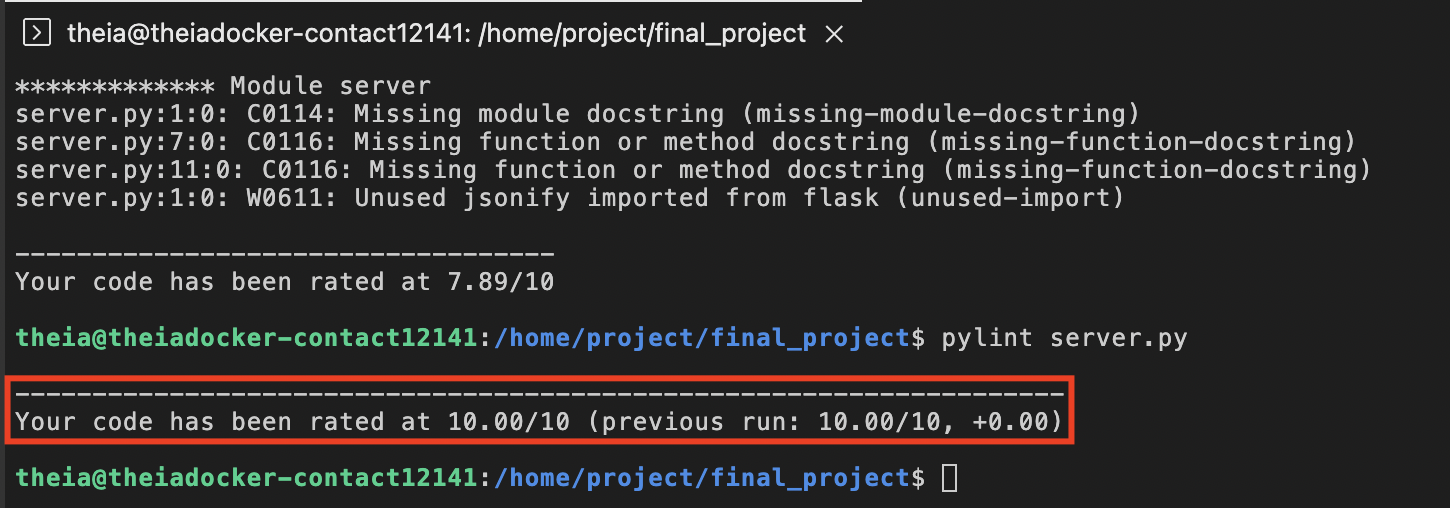 theia@theiadocker-contact12141: /home/project/final_project
************* Module server
server.py:1:0: C0114: Missing module docstring (missing-module-docstring)
server.py:7:0: C0116: Missing function or method docstring (missing-function-docstring)
server.py:11:0: C0116: Missing function or method docstring (missing-function-docstring)
server.py:1:0: W0611: Unused jsonify imported from flask (unused-import)
-----------------------------------
Your code has been rated at 7.89/10
theia@theiadocker-contact12141:/home/project/final_project$ pylint server.py
--------------------------------------------------------------------
Your code has been rated at 10.00/10 (previous run: 10.00/10, +0.00)
theia@theiadocker-contact12141:/home/project/final_project$